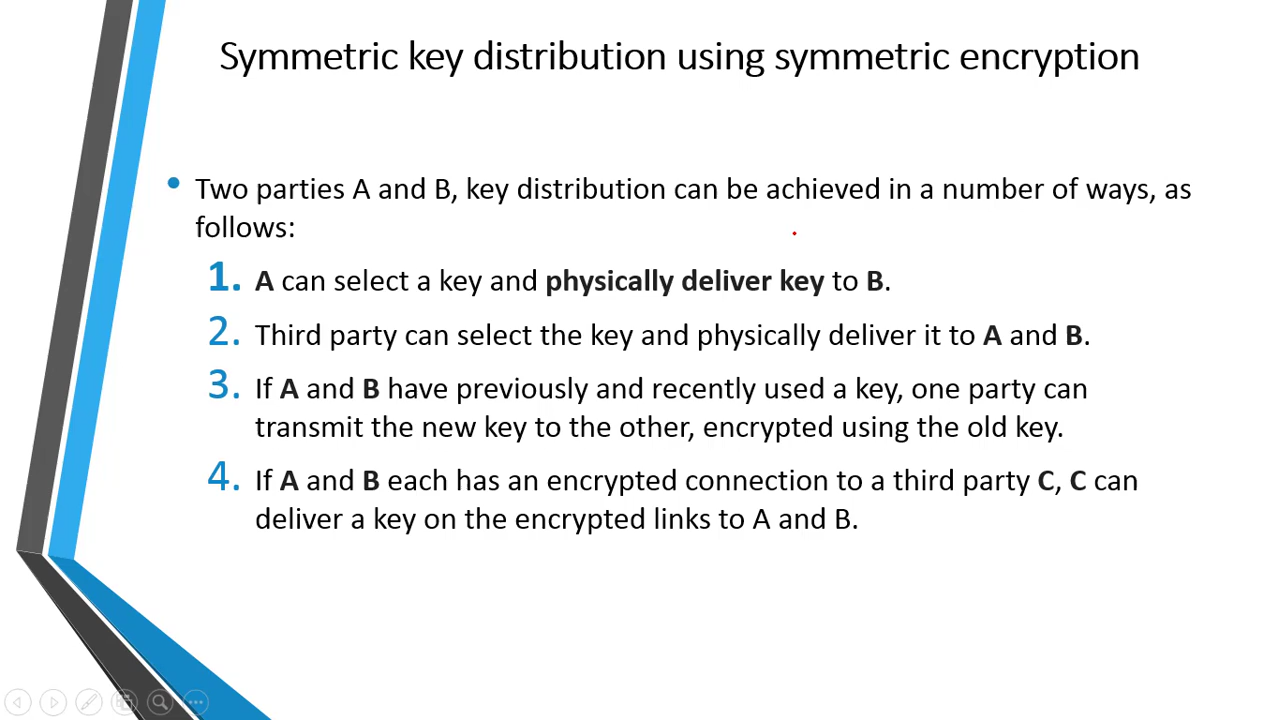 Symmetric key distribution using symmetric encryption
• Two parties A and B, key distribution can be achieved in a number of ways, as
follows:
1. A can select a key and physically deliver key to B.
2. Third party can select the key and physically deliver it to A and B.
3. If A and B have previously and recently used a key, one party can
transmit the new key to the other, encrypted using the old key.
4. If A and B each has an encrypted connection to a third party C, C can
deliver a key on the encrypted links to A and B.